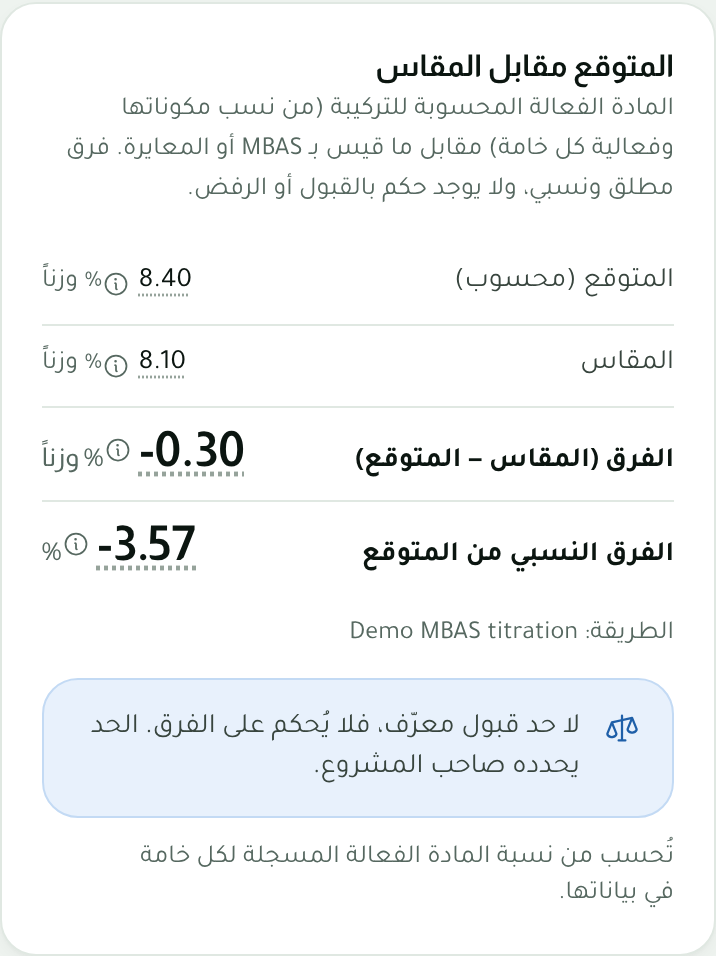 المتوقع مقابل المقاس
المادة الفعالة المحسوبة للتركيبة (من نسب مكوناتها
وفعالية كل خامة) مقابل ما قيس بـ MBAS أو المعايرة. فرق
مطلق ونسبي، ولا يوجد حكم بالقبول أو الرفض.
المتوقع (محسوب) 8.40 % وزناً
المقاس 8.10 % وزناً
الفرق (المقاس – المتوقع) -0.30 % وزناً
الفرق النسبي من المتوقع -3.57 %
الطريقة: Demo MBAS titration
لا حد قبول معرّف، فلا يُحكم على الفرق. الحد
يحدده صاحب المشروع.
تُحسب من نسبة المادة الفعالة المسجلة لكل خامة
في بياناتها.